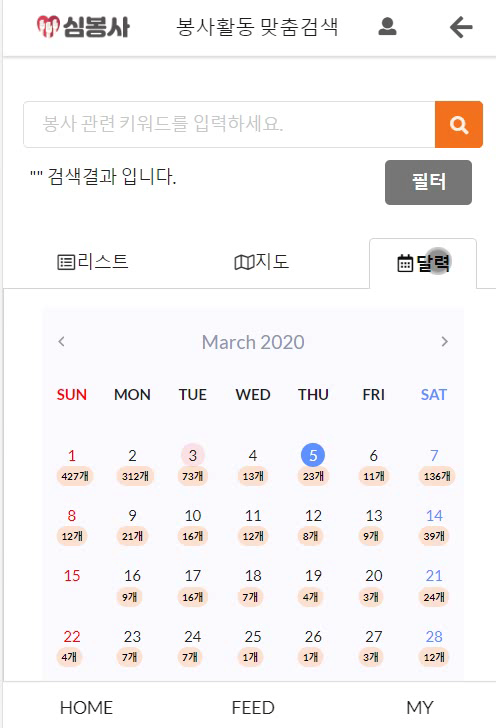 심봉사 봉사활동 맞춤검색
봉사 관련 키워드를 입력하세요.
"" 검색결과 입니다. 필터
리스트 지도 달력
March 2020
SUN MON TUE WED THU FRI SAT
1 2 3 4 5 6 7
427개 312개 73개 13개 23개 11개 136개
8 9 10 11 12 13 14
12개 21개 16개 12개 8개 9개 39개
15 16 17 18 19 20 21
9개 16개 7개 4개 3개 24개
22 23 24 25 26 27 28
4개 7개 7개 1개 1개 3개 12개
HOME FEED MY